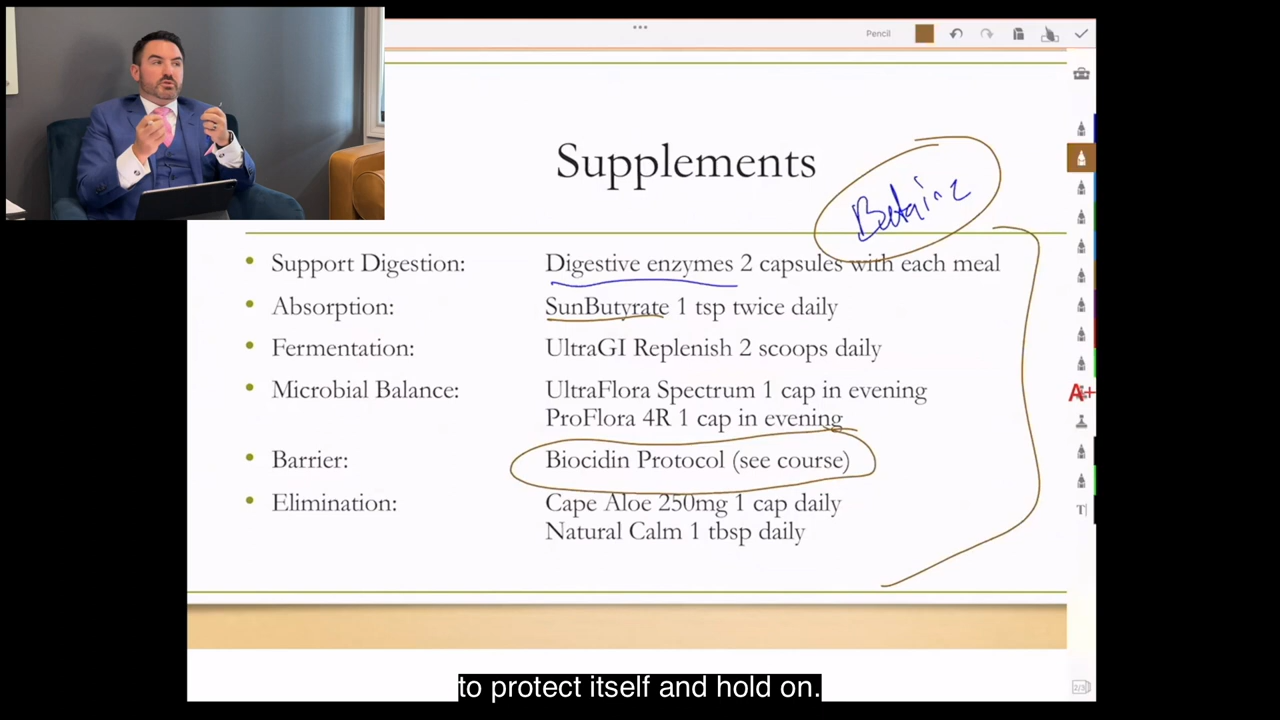 Pencil
Supplements
Betaine
Support Digestion: Digestive enzymes 2 capsules with each meal
Absorption: SunButyrate 1 tsp twice daily
Fermentation: UltraGI Replenish 2 scoops daily
Microbial Balance: UltraFlora Spectrum 1 cap in evening
ProFlora 4R 1 cap in evening
A+
Barrier: Biocidin Protocol (see course)
Elimination: Cape Aloe 250mg 1 cap daily
Natural Calm 1 tbsp daily
T
to protect itself and hold on.
2/3